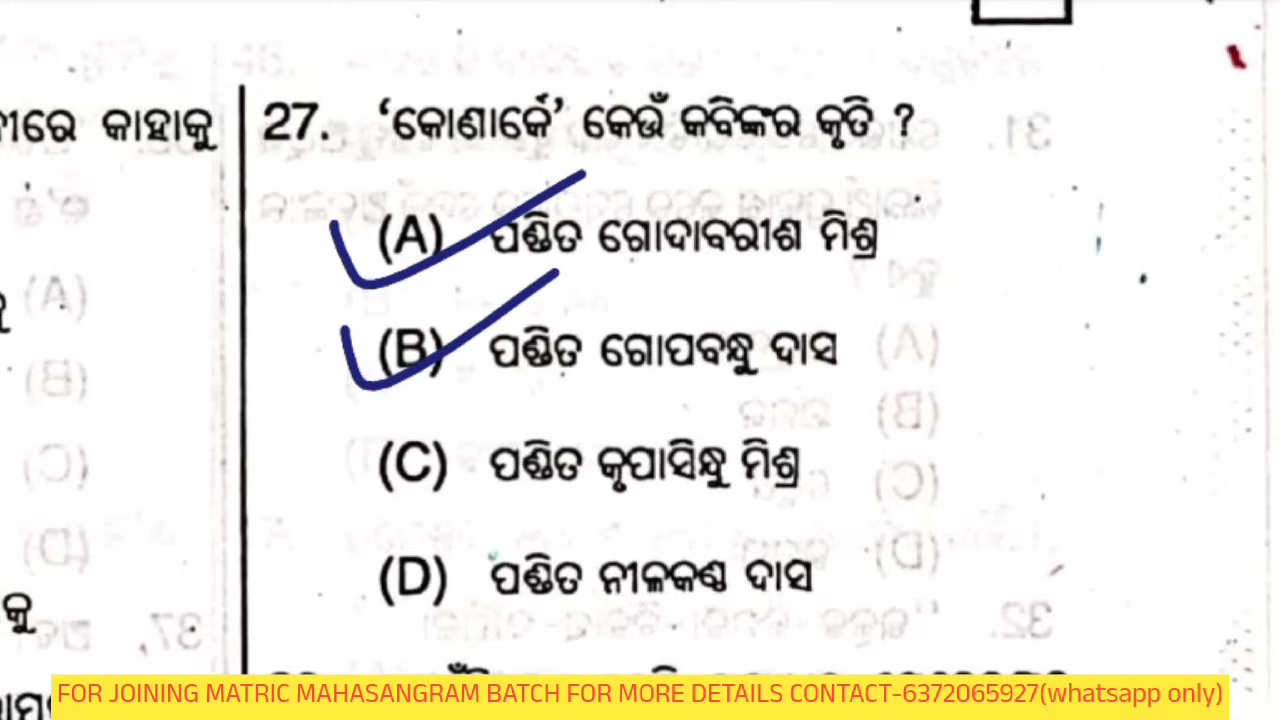 ୀରେ କାହାକୁ
27. ‘କୋଣାର୍କେ’ କେଉଁ କବିଙ୍କର କୃତି ?
(A) ପଣ୍ଡିତ ଗୋଦାବରୀଶ ମିଶ୍ର
(B) ପଣ୍ଡିତ ଗୋପବନ୍ଧୁ ଦାସ
(C) ପଣ୍ଡିତ କୃପାସିନ୍ଧୁ ମିଶ୍ର
(D) ପଣ୍ଡିତ ନୀଳକଣ୍ଠ ଦାସ
କୁ
FOR JOINING MATRIC MAHASANGRAM BATCH FOR MORE DETAILS CONTACT-6372065927(whatsapp only)